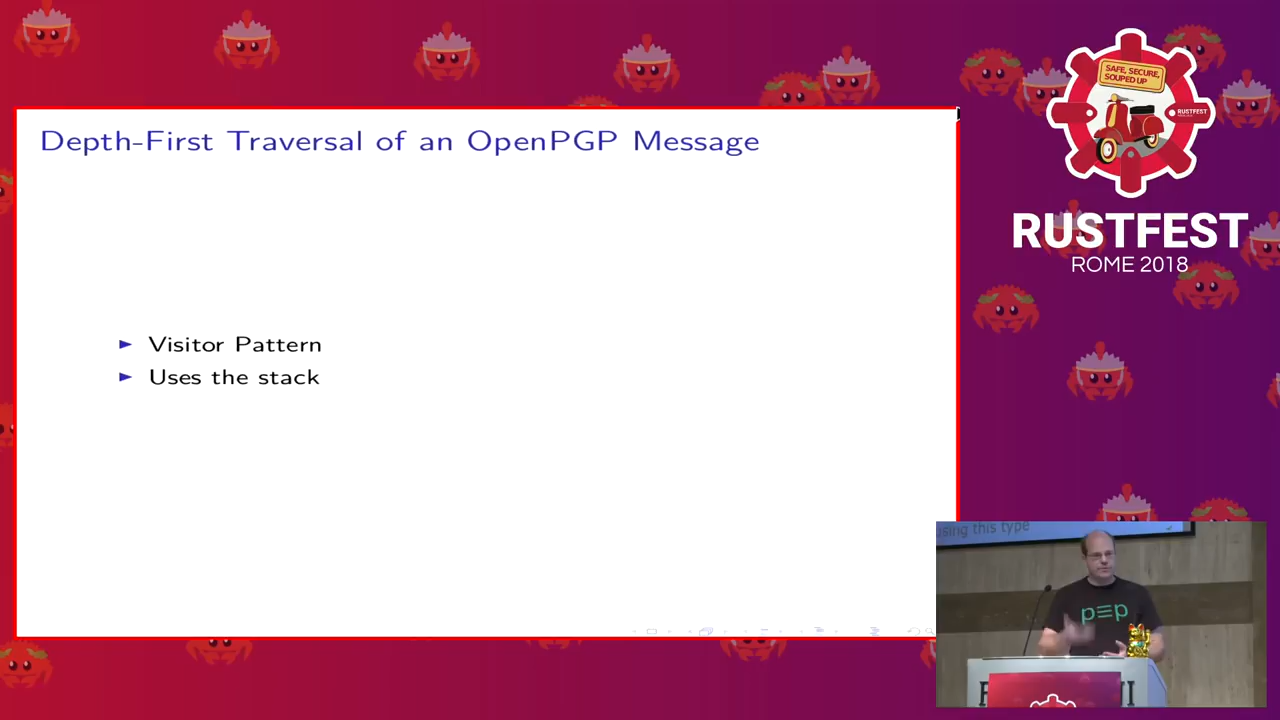 Depth-First Traversal of an OpenPGP Message
► Visitor Pattern
► Uses the stack
SAFE, SECURE,
SOUPED UP
RUSTFEST
RUSTFEST
ROME 2018
using this type
p≡p